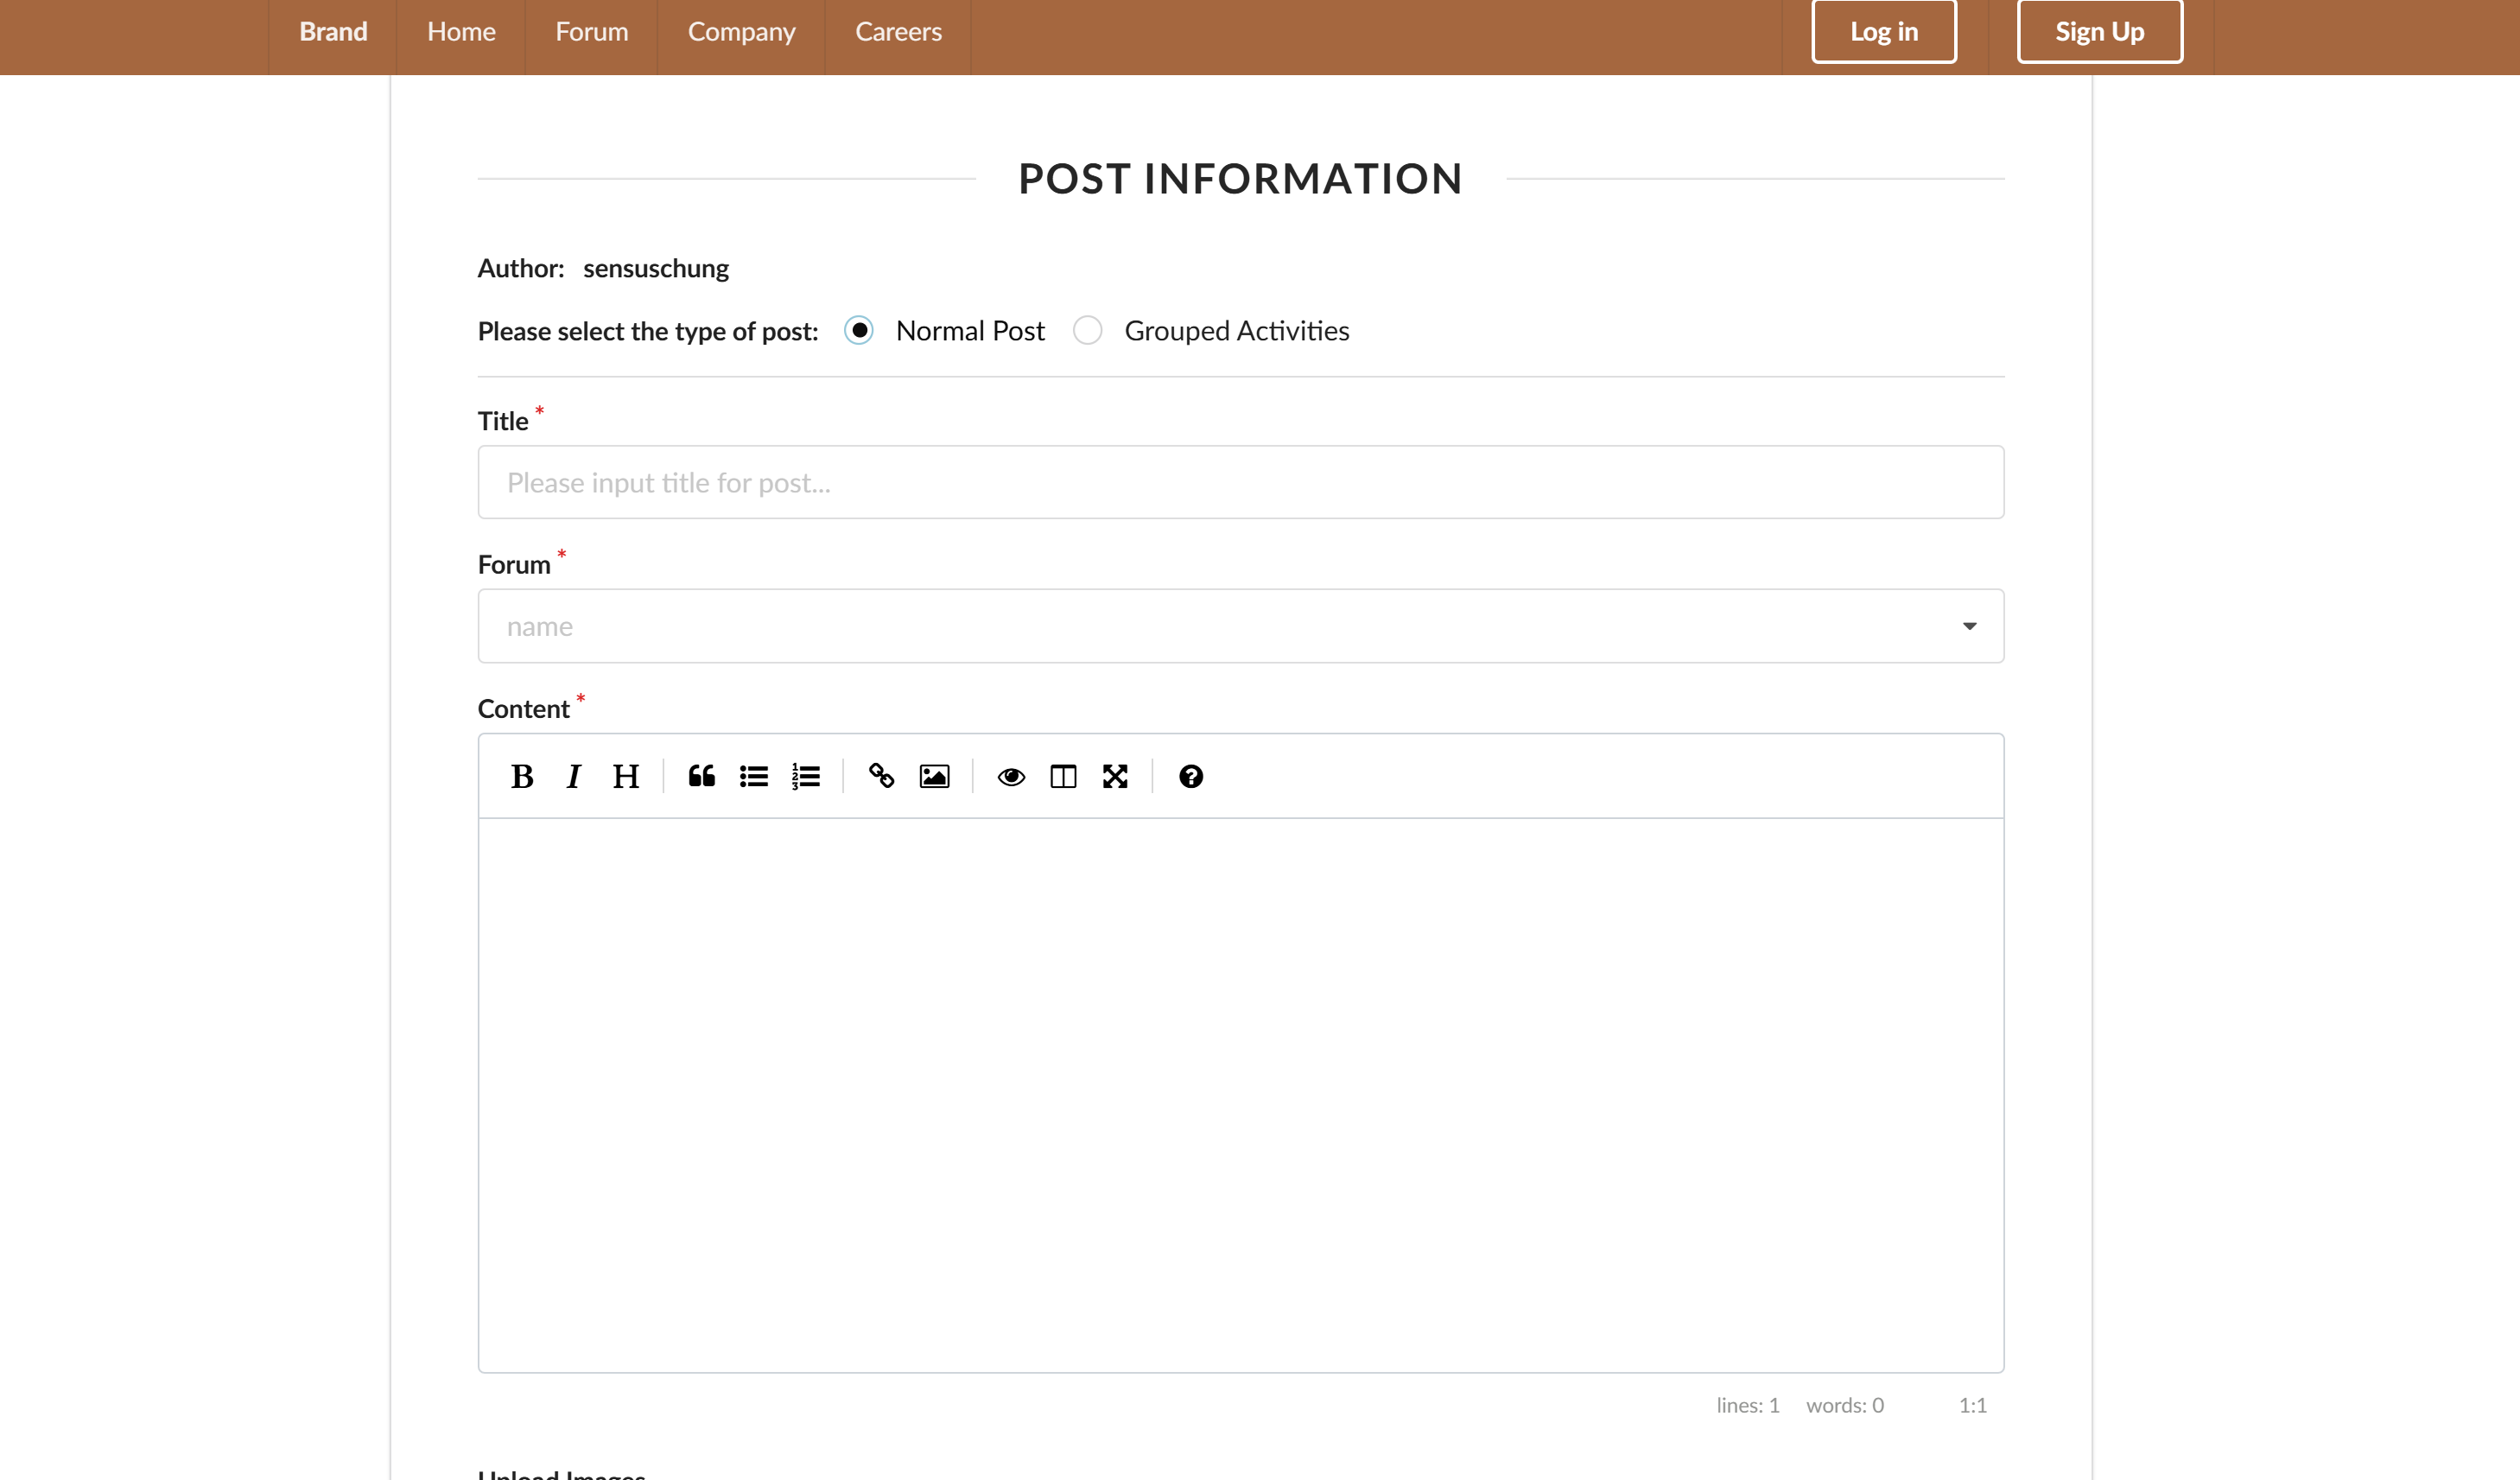 Brand Home Forum Company Careers Log in Sign Up
POST INFORMATION
Author: sensuschung
Please select the type of post: Normal Post Grouped Activities
Title *
Please input title for post...
Forum *
name
Content *
B I H
lines: 1 words: 0 1:1
Upload Images